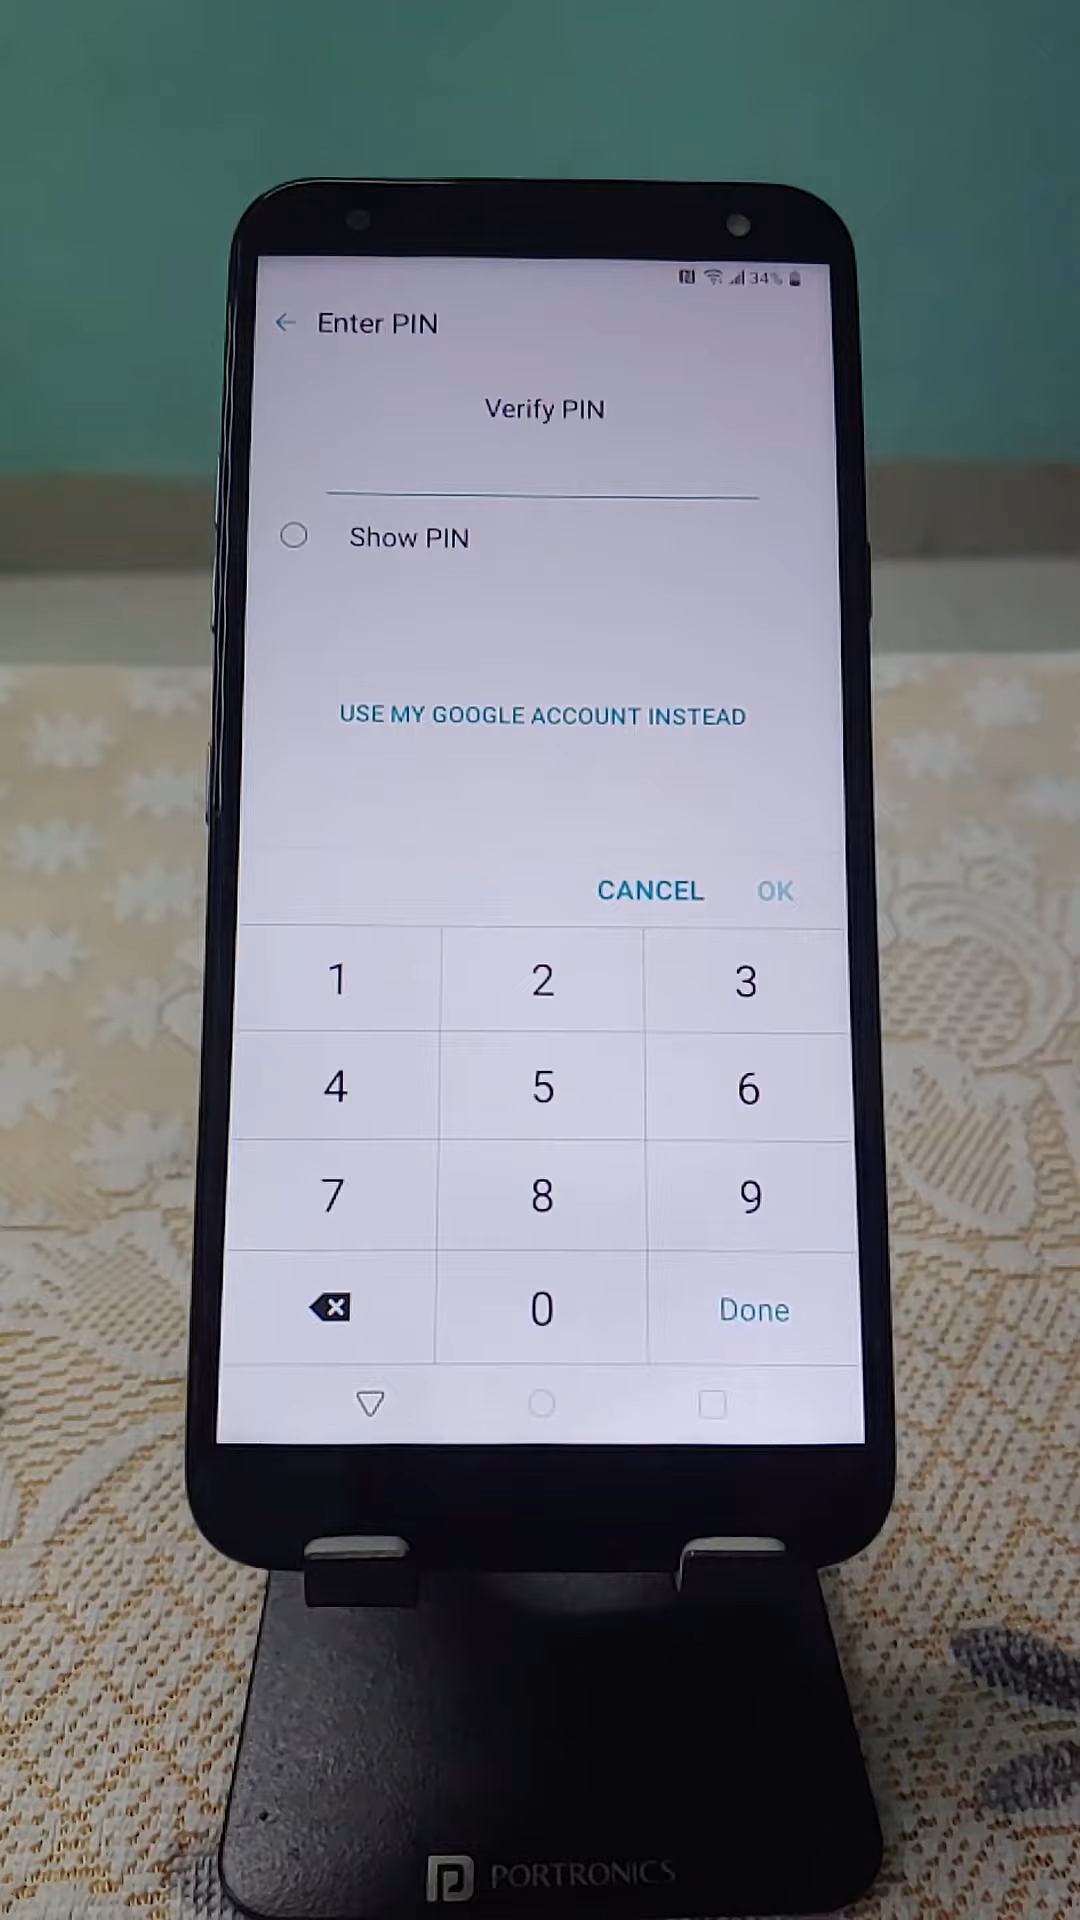 34%
Enter PIN
Verify PIN
Show PIN
USE MY GOOGLE ACCOUNT INSTEAD
CANCEL OK
1 2 3
4 5 6
7 8 9
0 Done
PORTRONICS